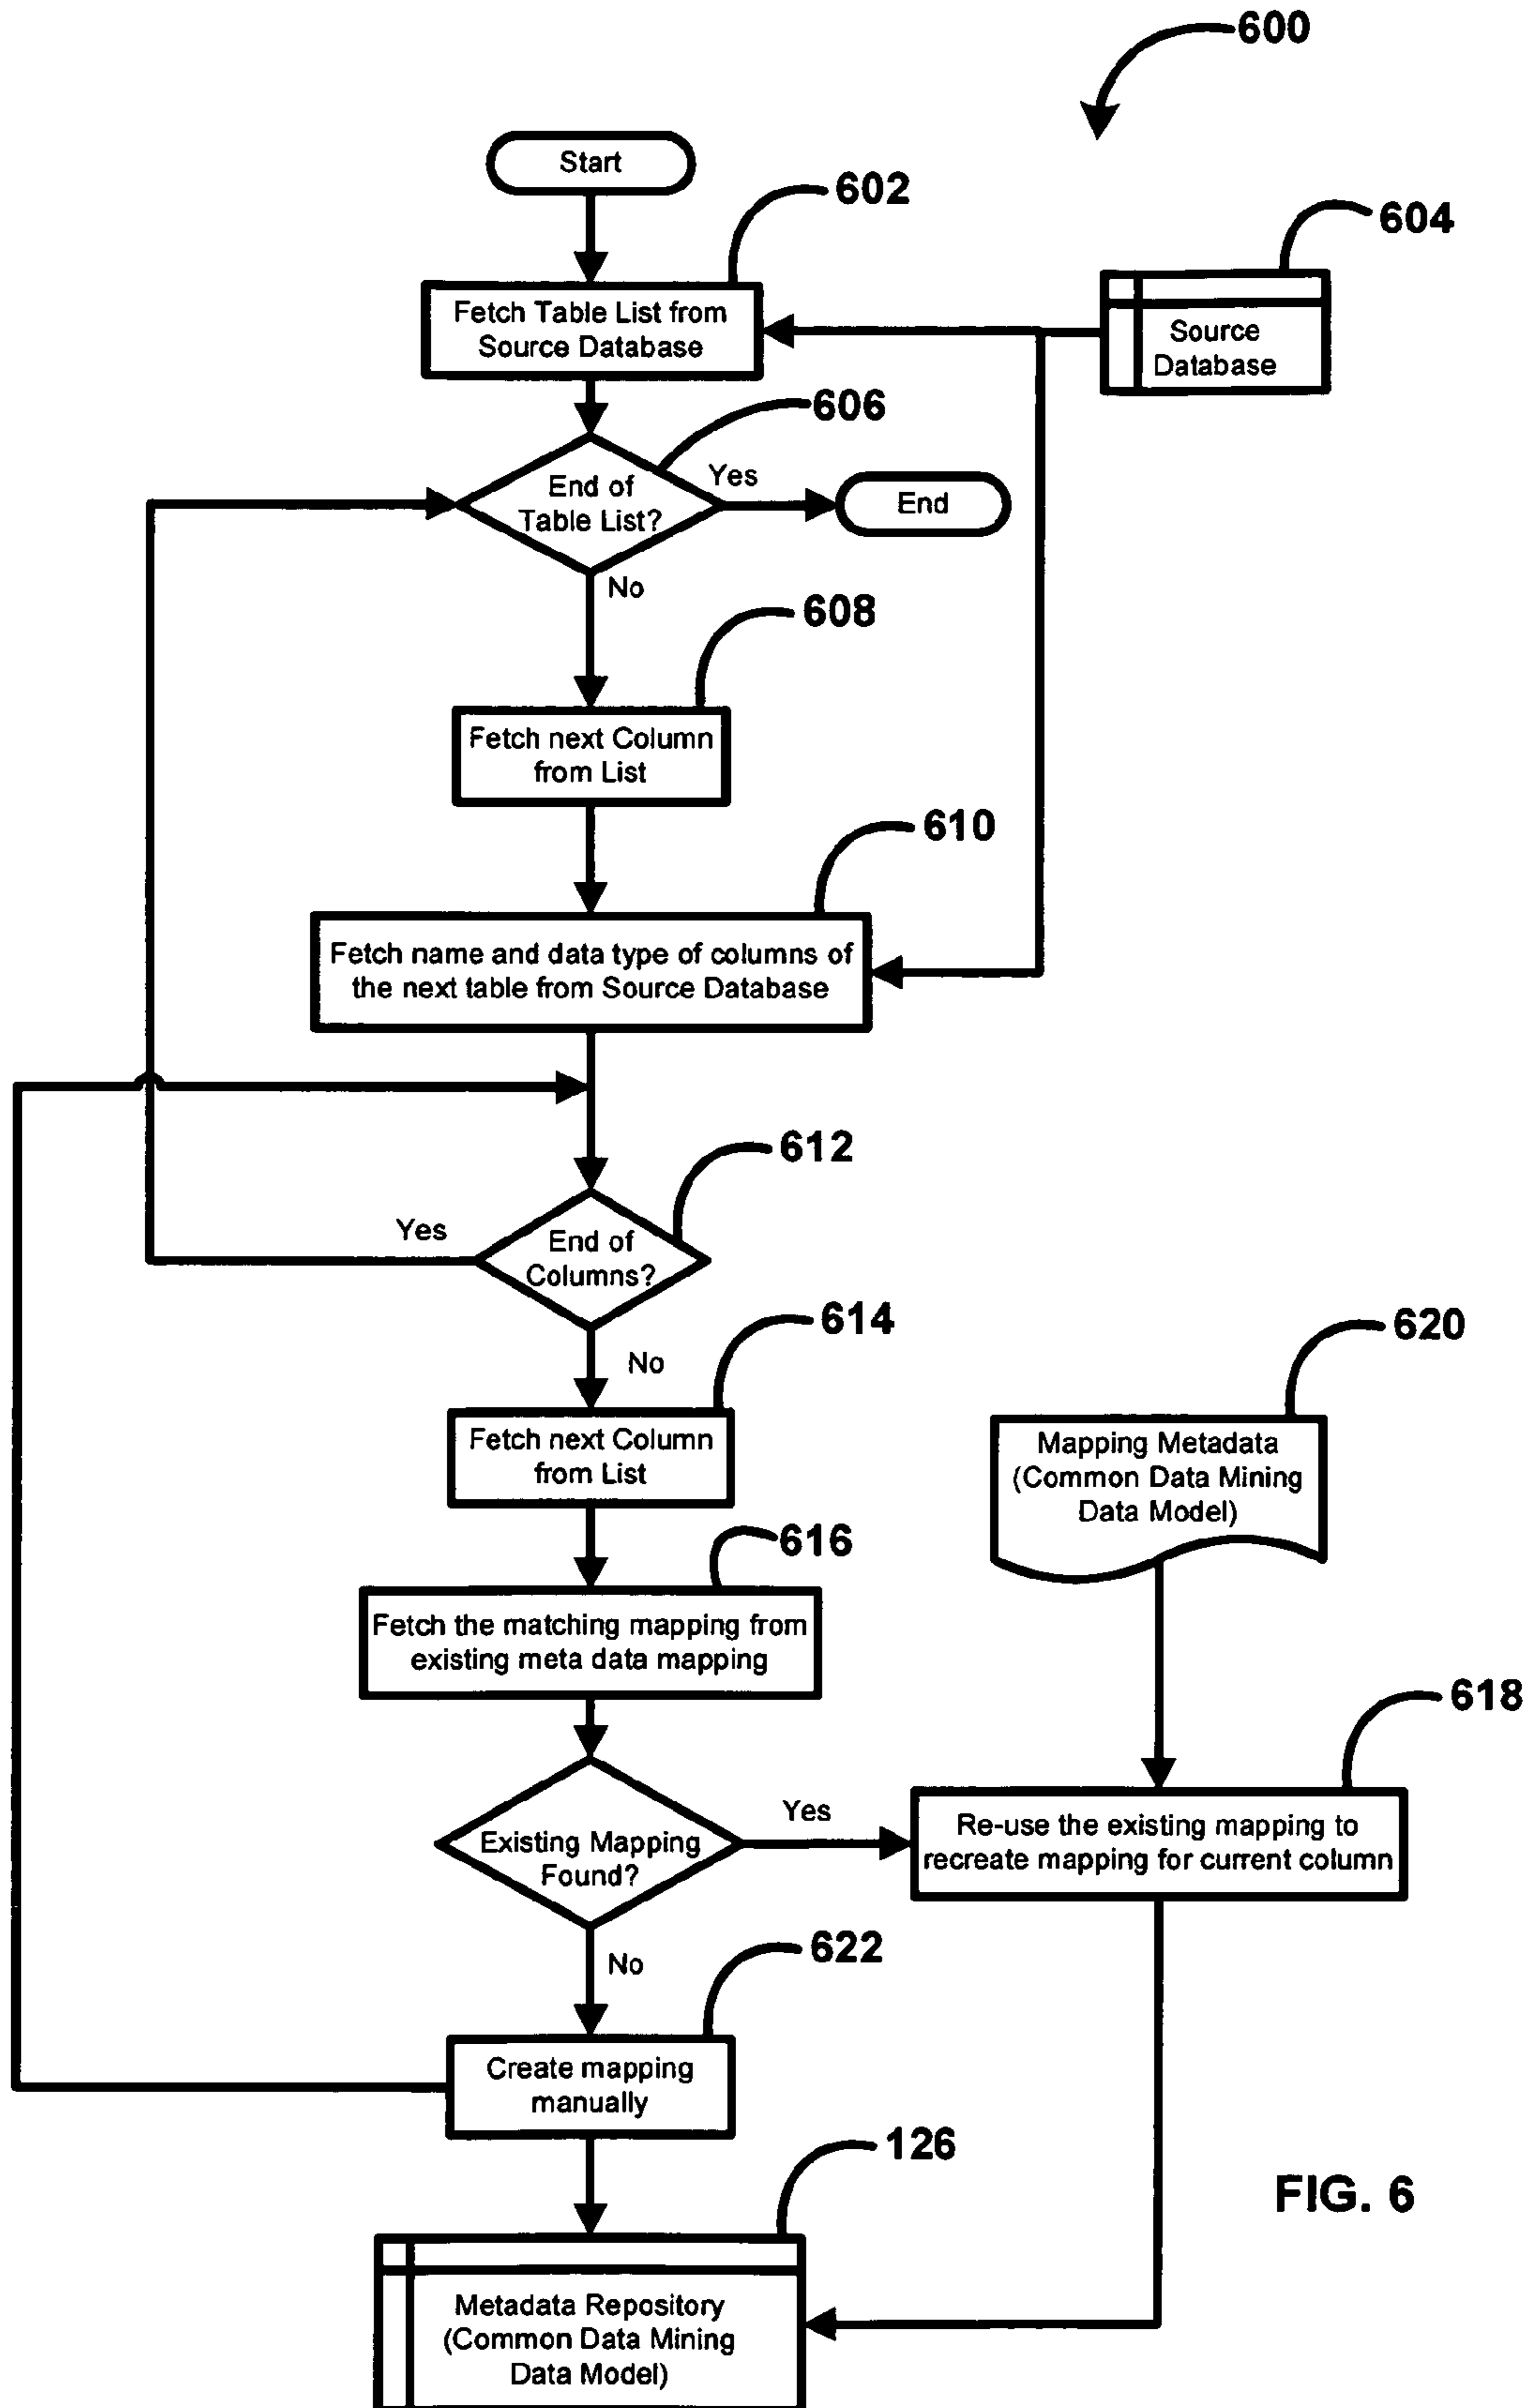 600
Start
602
604
Fetch Table List from
Source Database
Source
Database
606
End of
Table List?
Yes
End
No
608
Fetch next Column
from List
610
Fetch name and data type of columns of
the next table from Source Database
612
Yes
End of
Columns?
614
620
No
Fetch next Column
from List
Mapping Metadata
(Common Data Mining
Data Model)
616
Fetch the matching mapping from
existing meta data mapping
618
Existing Mapping
Found?
Yes
Re-use the existing mapping to
recreate mapping for current column
622
No
Create mapping
manually
126
FIG. 6
Metadata Repository
(Common Data Mining
Data Model)